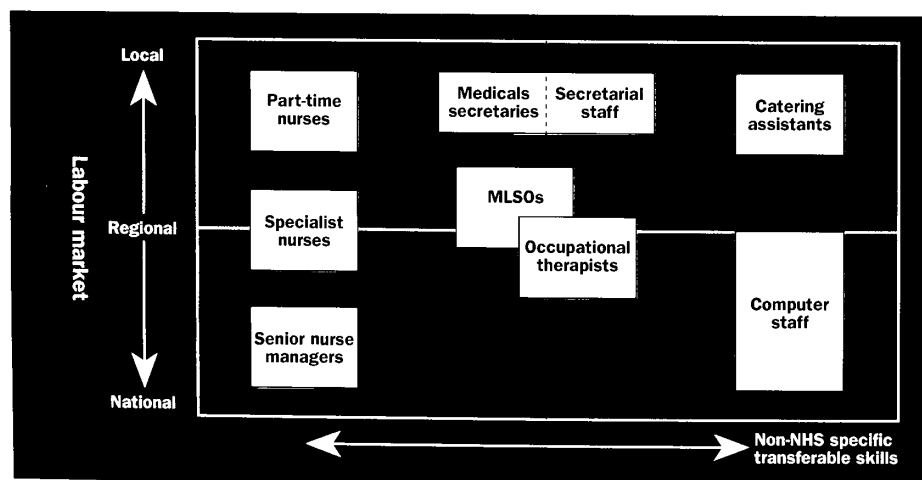 Local
Part-time
nurses
Medicals
secretaries
Secretarial
staff
Catering
assistants
Labour market
MLSOs
Regional
Specialist
nurses
Occupational
therapists
Computer
staff
Senior nurse
managers
National
Non-NHS specific
transferable skills